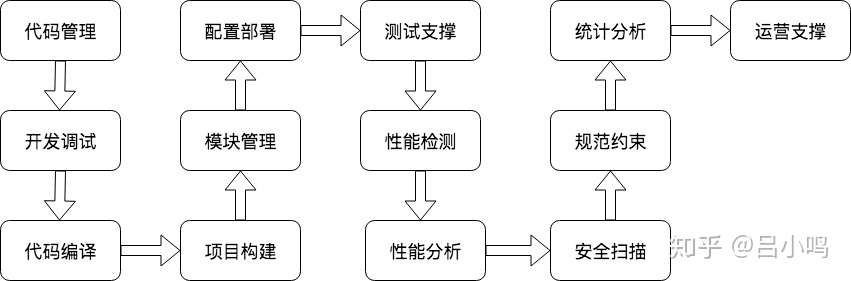 代码管理
开发调试
代码编译
项目构建
模块管理
配置部署
测试支撑
性能检测
性能分析
安全扫描
规范约束
统计分析
运营支撑
知乎 @吕小鸣